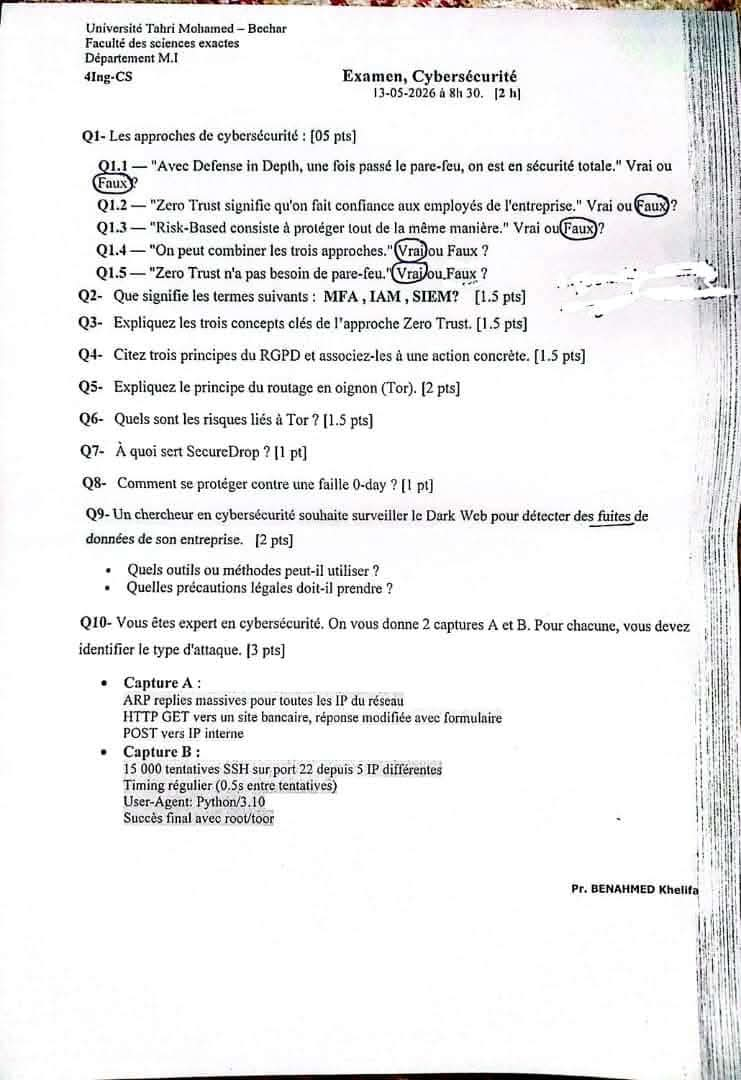 Université Tahri Mohamed – Bechar
Faculté des sciences exactes
Département M.I
4Ing-CS
Examen, Cybersécurité
13-05-2026 à 8h 30. [2 h]
Q1- Les approches de cybersécurité : [05 pts]
Q1.1 — "Avec Defense in Depth, une fois passé le pare-feu, on est en sécurité totale." Vrai ou
Faux ?
Q1.2 — "Zero Trust signifie qu'on fait confiance aux employés de l'entreprise." Vrai ou Faux ?
Q1.3 — "Risk-Based consiste à protéger tout de la même manière." Vrai ou Faux ?
Q1.4 — "On peut combiner les trois approches." Vrai ou Faux ?
Q1.5 — "Zero Trust n'a pas besoin de pare-feu." Vrai ou Faux ?
Q2- Que signifie les termes suivants : MFA , IAM , SIEM? [1.5 pts]
Q3- Expliquez les trois concepts clés de l'approche Zero Trust. [1.5 pts]
Q4- Citez trois principes du RGPD et associez-les à une action concrète. [1.5 pts]
Q5- Expliquez le principe du routage en oignon (Tor). [2 pts]
Q6- Quels sont les risques liés à Tor ? [1.5 pts]
Q7- À quoi sert SecureDrop ? [1 pt]
Q8- Comment se protéger contre une faille 0-day ? [1 pt]
Q9- Un chercheur en cybersécurité souhaite surveiller le Dark Web pour détecter des fuites de
données de son entreprise. [2 pts]
• Quels outils ou méthodes peut-il utiliser ?
• Quelles précautions légales doit-il prendre ?
Q10- Vous êtes expert en cybersécurité. On vous donne 2 captures A et B. Pour chacune, vous devez
identifier le type d'attaque. [3 pts]
• Capture A :
ARP replies massives pour toutes les IP du réseau
HTTP GET vers un site bancaire, réponse modifiée avec formulaire
POST vers IP interne
• Capture B :
15 000 tentatives SSH sur port 22 depuis 5 IP différentes
Timing régulier (0.5s entre tentatives)
User-Agent: Python/3.10
Succès final avec root/toor
Pr. BENAHMED Khelifa